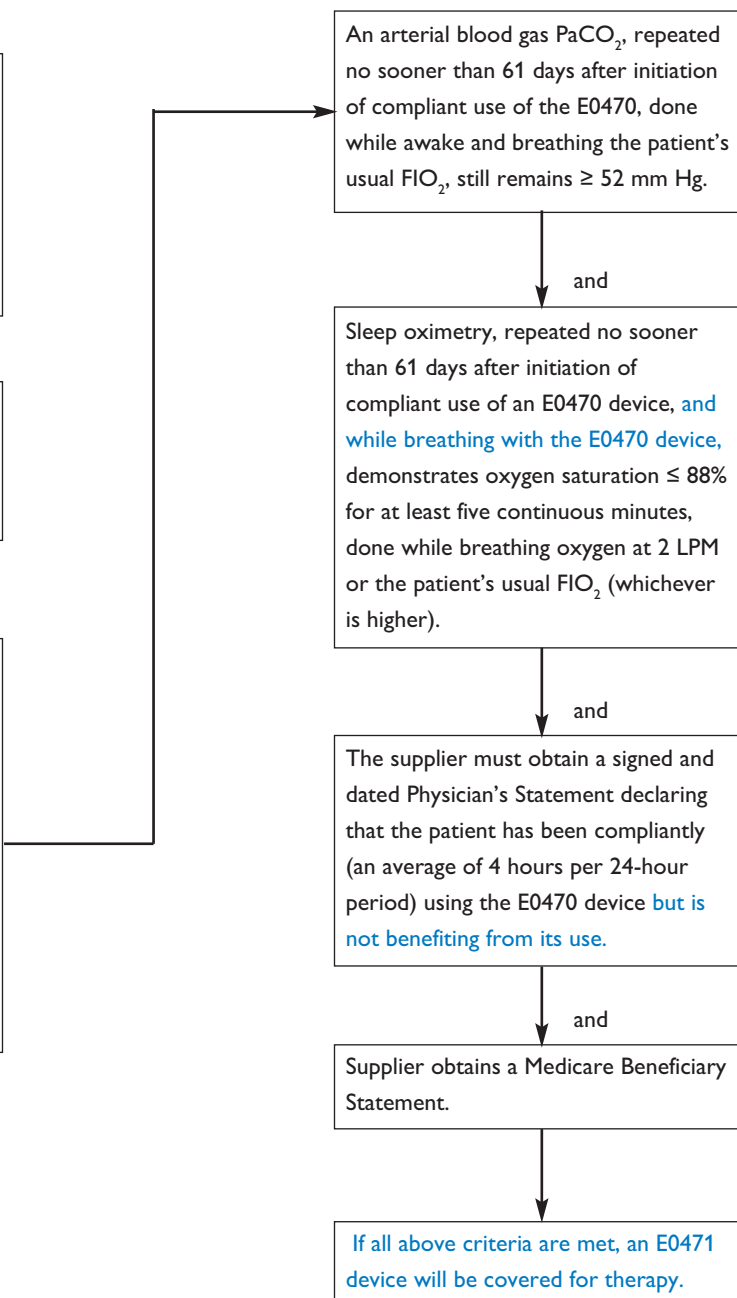 An arterial blood gas PaCO₂, repeated
no sooner than 61 days after initiation
of compliant use of the E0470, done
while awake and breathing the patient’s
usual FIO₂, still remains ≥ 52 mm Hg.
and
Sleep oximetry, repeated no sooner
than 61 days after initiation of
compliant use of an E0470 device, and
while breathing with the E0470 device,
demonstrates oxygen saturation ≤ 88%
for at least five continuous minutes,
done while breathing oxygen at 2 LPM
or the patient’s usual FIO₂ (whichever
is higher).
and
The supplier must obtain a signed and
dated Physician’s Statement declaring
that the patient has been compliantly
(an average of 4 hours per 24-hour
period) using the E0470 device but is
not benefiting from its use.
and
Supplier obtains a Medicare Beneficiary
Statement.
If all above criteria are met, an E0471
device will be covered for therapy.